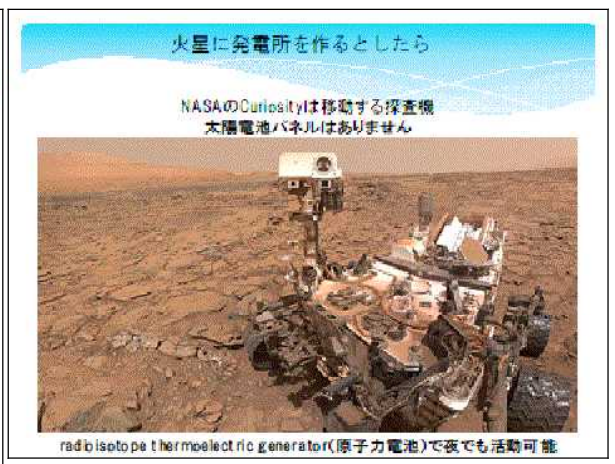 火星に発電所を作るとしたら
NASAのCuriosityは移動する探査機
太陽電池パネルはありません
radioisotope thermoelectric generator(原子力電池)で夜でも活動可能